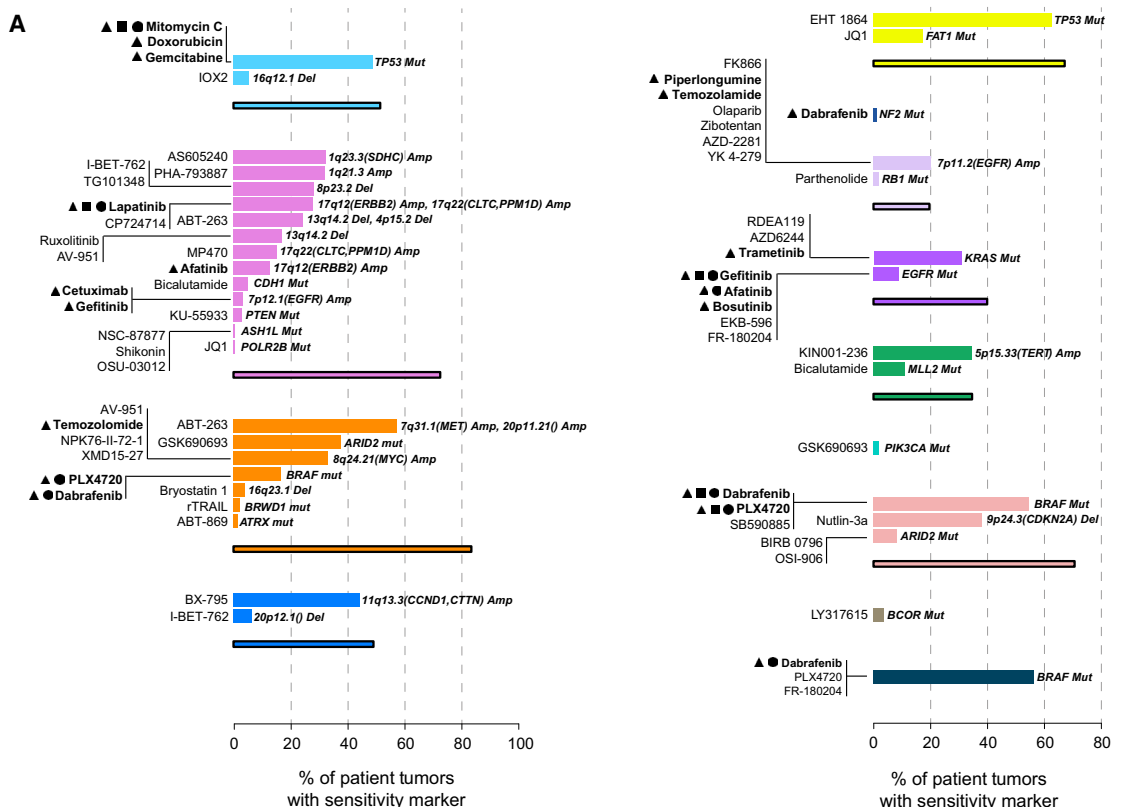 A
▲ ■ ● Mitomycin C
▲ Doxorubicin
▲ Gemcitabine
TP53 Mut
IOX2
16q12.1 Del
AS605240
1q23.3(SDHC) Amp
I-BET-762
PHA-793887
1q21.3 Amp
TG101348
8p23.2 Del
▲ ■ ● Lapatinib
17q12(ERBB2) Amp, 17q22(CLTC,PPM1D) Amp
CP724714
ABT-263
13q14.2 Del, 4p15.2 Del
Ruxolitinib
13q14.2 Del
AV-951
MP470
17q22(CLTC,PPM1D) Amp
▲ Afatinib
17q12(ERBB2) Amp
Bicalutamide
CDH1 Mut
▲ Cetuximab
▲ Gefitinib
7p12.1(EGFR) Amp
KU-55933
PTEN Mut
NSC-87877
ASH1L Mut
Shikonin
JQ1
POLR2B Mut
OSU-03012
AV-951
▲ Temozolomide
ABT-263
7q31.1(MET) Amp, 20p11.21() Amp
NPK76-II-72-1
GSK690693
ARID2 mut
XMD15-27
8q24.21(MYC) Amp
▲ ● PLX4720
BRAF mut
▲ ● Dabrafenib
Bryostatin 1
16q23.1 Del
rTRAIL
BRWD1 mut
ABT-869
ATRX mut
BX-795
11q13.3(CCND1,CTTN) Amp
I-BET-762
20p12.1() Del
0 20 40 60 80 100
% of patient tumors
with sensitivity marker
EHT 1864
TP53 Mut
JQ1
FAT1 Mut
FK866
▲ Piperlongumine
▲ Temozolamide
Olaparib
▲ Dabrafenib
NF2 Mut
Zibotentan
AZD-2281
YK 4-279
7p11.2(EGFR) Amp
Parthenolide
RB1 Mut
RDEA119
AZD6244
▲ Trametinib
KRAS Mut
▲ ■ ● Gefitinib
EGFR Mut
▲ ● Afatinib
▲ Bosutinib
EKB-596
FR-180204
KIN001-236
5p15.33(TERT) Amp
Bicalutamide
MLL2 Mut
GSK690693
PIK3CA Mut
▲ ■ ● Dabrafenib
▲ ■ ● PLX4720
BRAF Mut
SB590885
Nutlin-3a
9p24.3(CDKN2A) Del
BIRB 0796
ARID2 Mut
OSI-906
LY317615
BCOR Mut
▲ ● Dabrafenib
PLX4720
BRAF Mut
FR-180204
0 20 40 60 80
% of patient tumors
with sensitivity marker